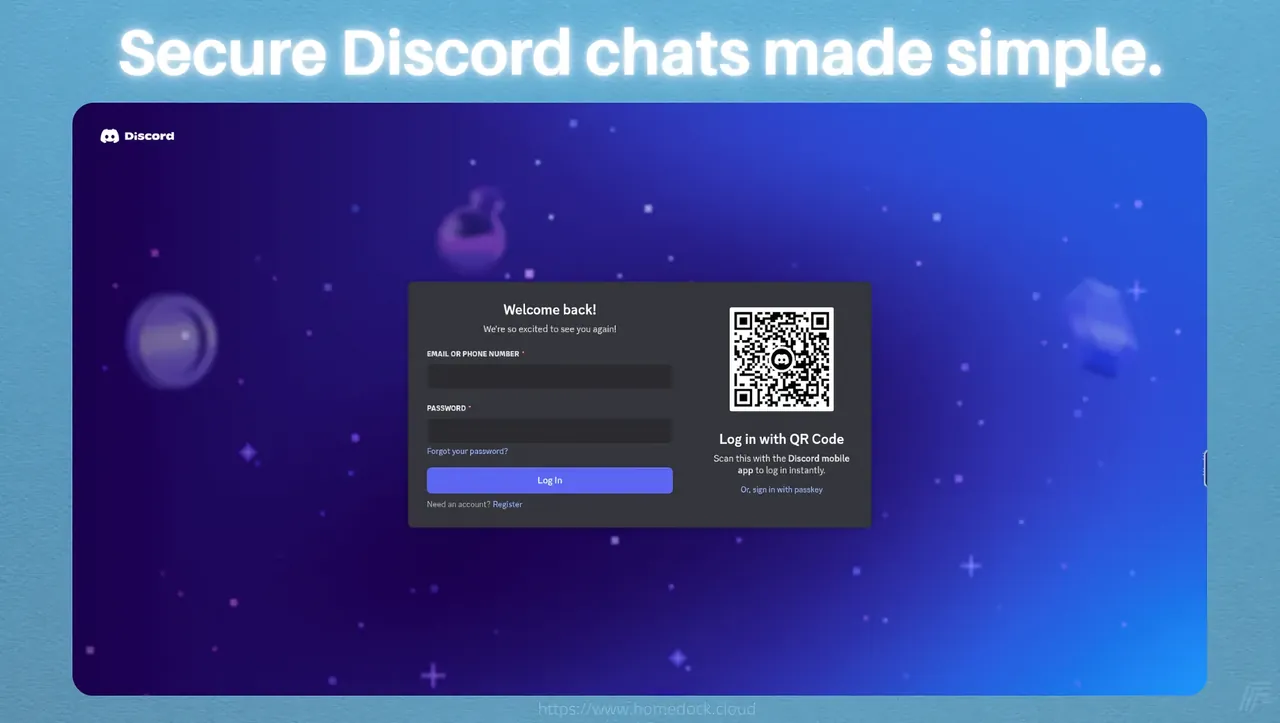 Secure Discord chats made simple.
Discord
Welcome back!
We're so excited to see you again!
EMAIL OR PHONE NUMBER *
PASSWORD *
Forgot your password?
Log In
Need an account? Register
Log in with QR Code
Scan this with the Discord mobile
app to log in instantly.
Or, sign in with passkey
https://www.homedock.cloud